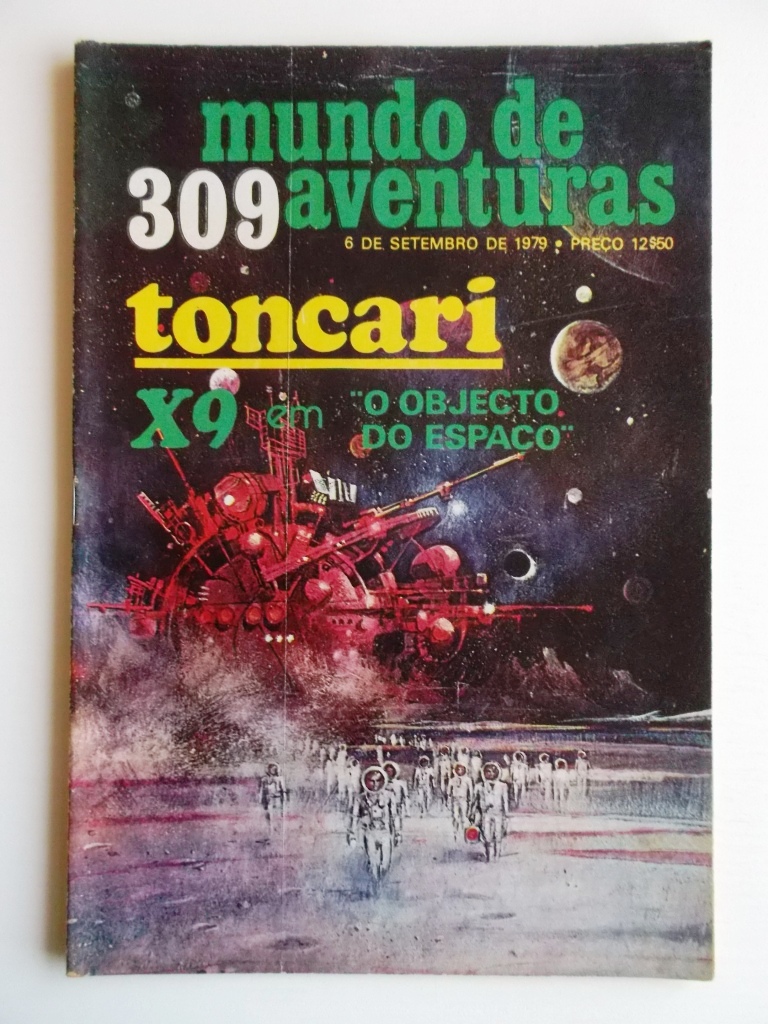 mundo de
309 aventuras
6 DE SETEMBRO DE 1979 • PREÇO 12$50
toncari
X9 em "O OBJECTO
DO ESPAÇO"